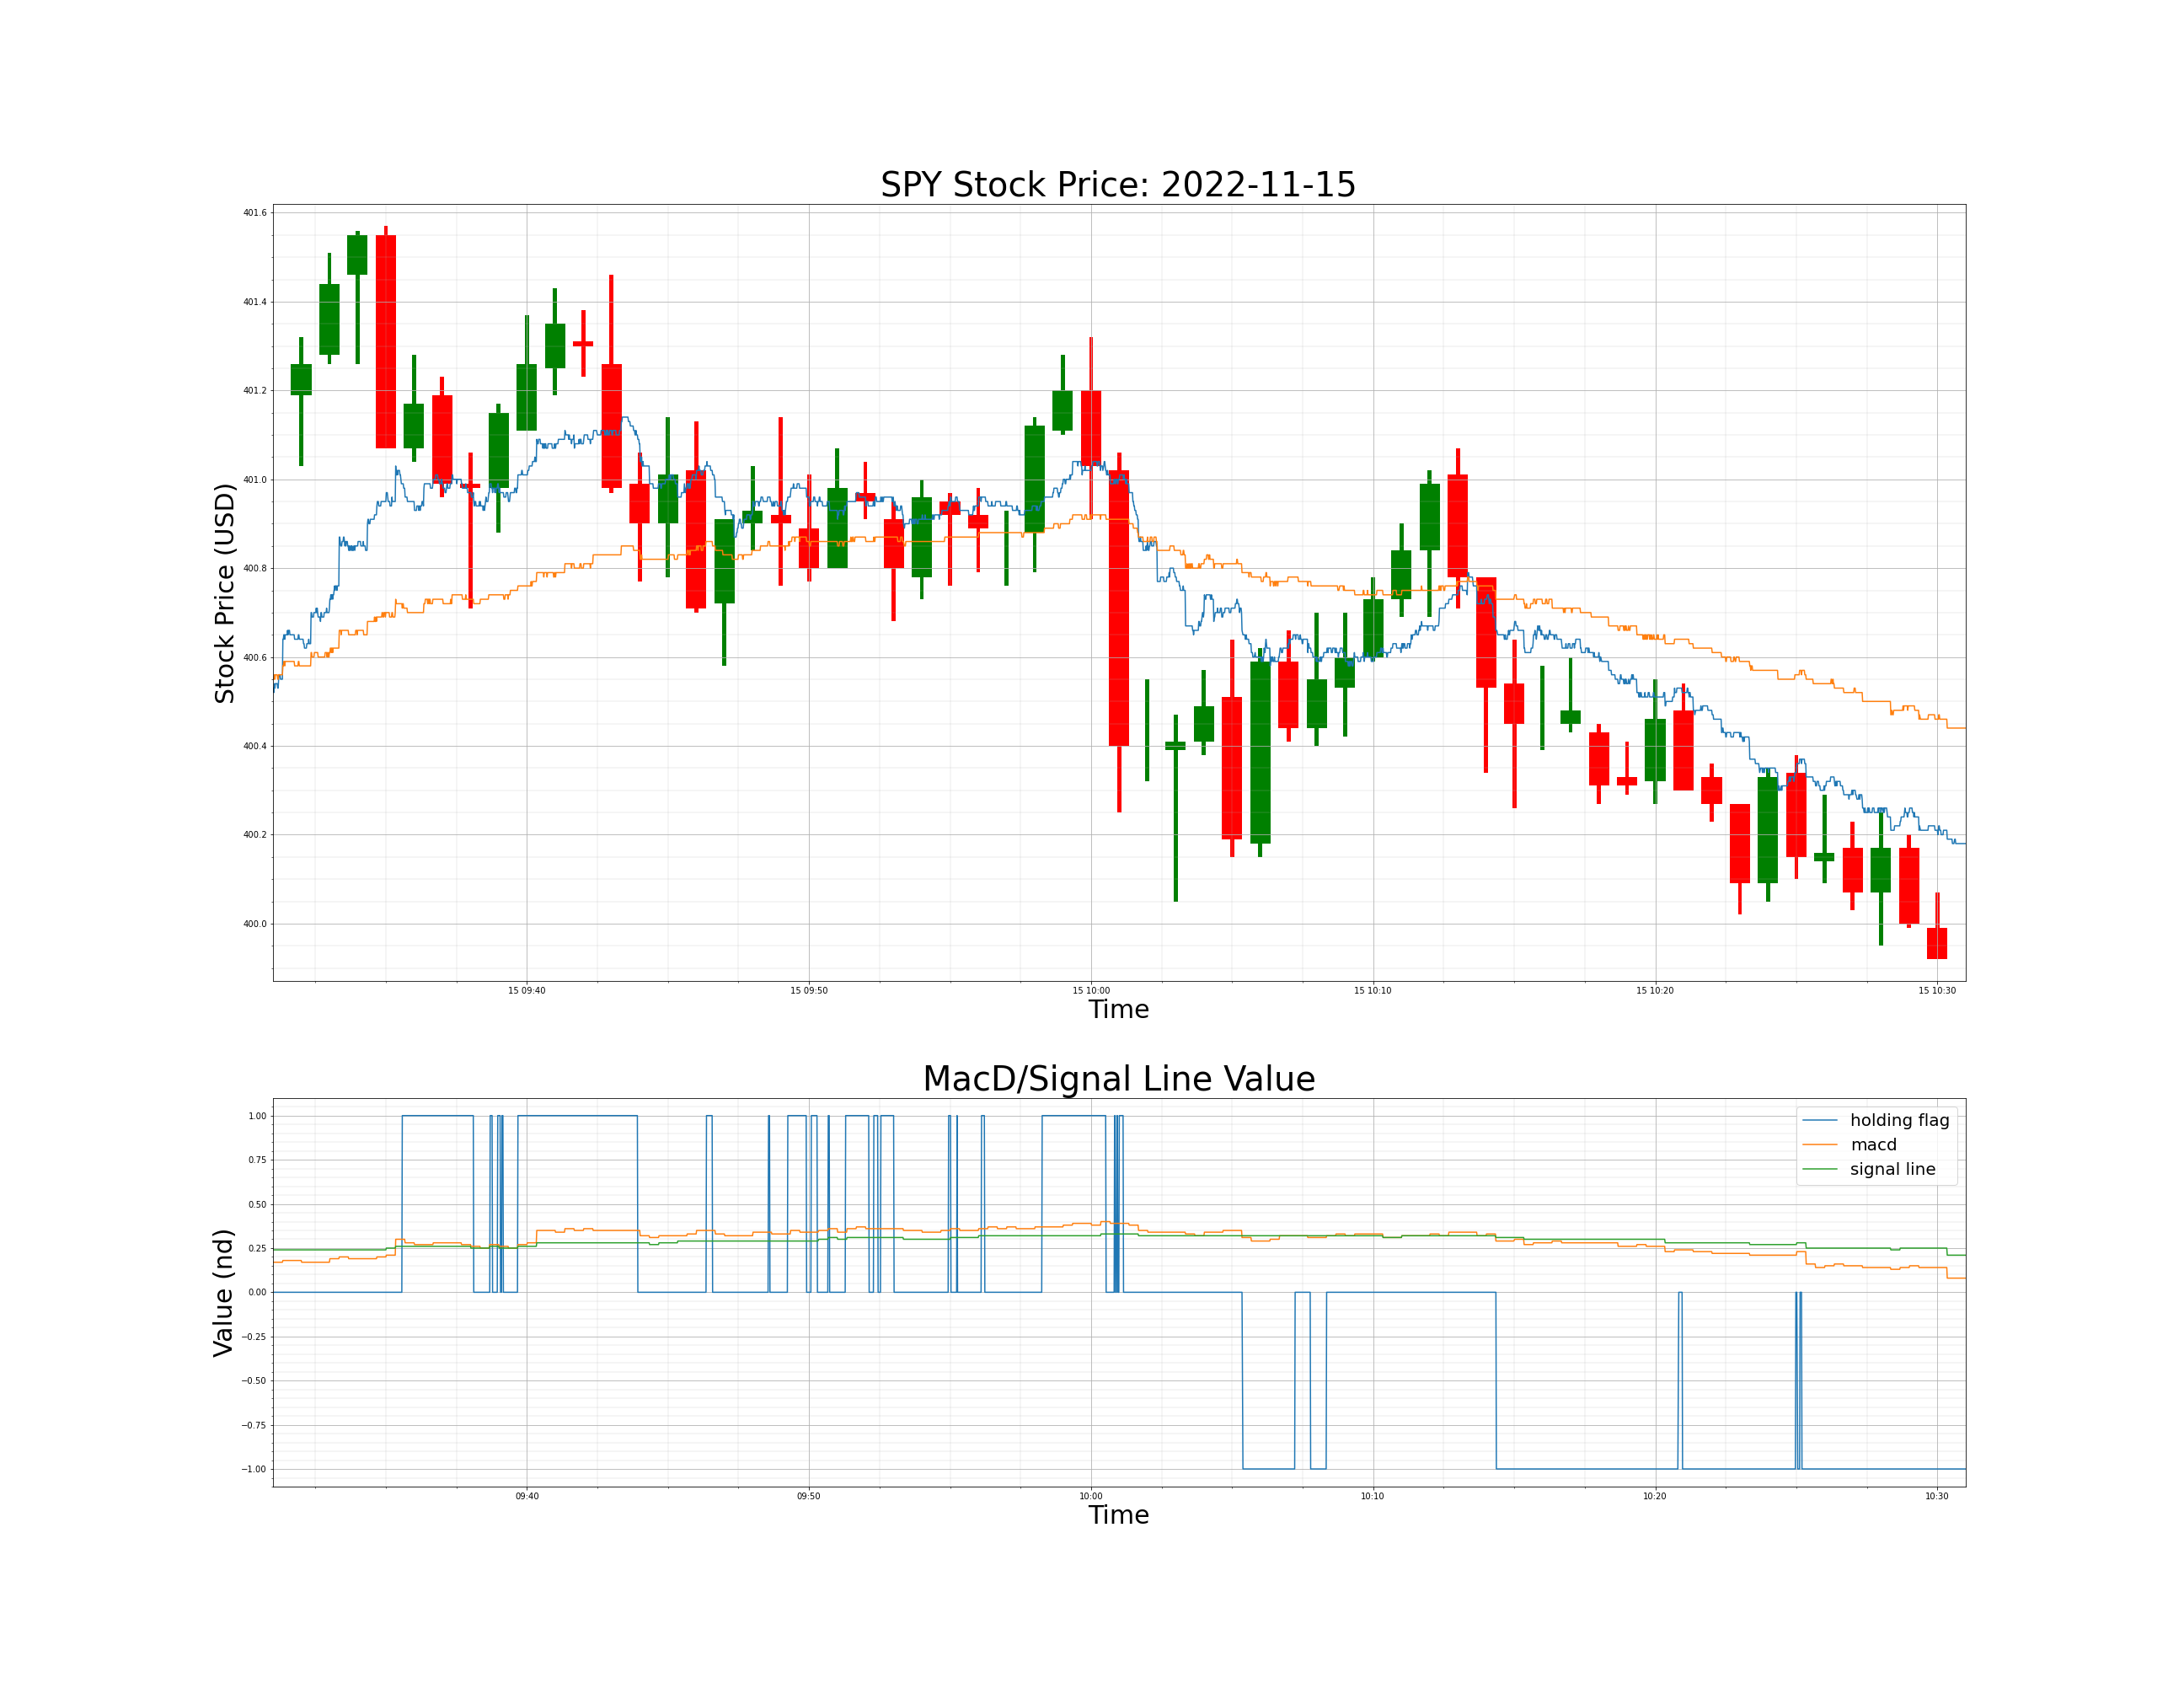 SPY Stock Price: 2022-11-15
Stock Price (USD)
401.6
401.4
401.2
401.0
400.8
400.6
400.4
400.2
400.0
15 09:40 15 09:50 15 10:00 15 10:10 15 10:20 15 10:30
Time
MacD/Signal Line Value
Value (nd)
1.00
0.75
0.50
0.25
0.00
−0.25
−0.50
−0.75
−1.00
holding flag
macd
signal line
09:40 09:50 10:00 10:10 10:20 10:30
Time